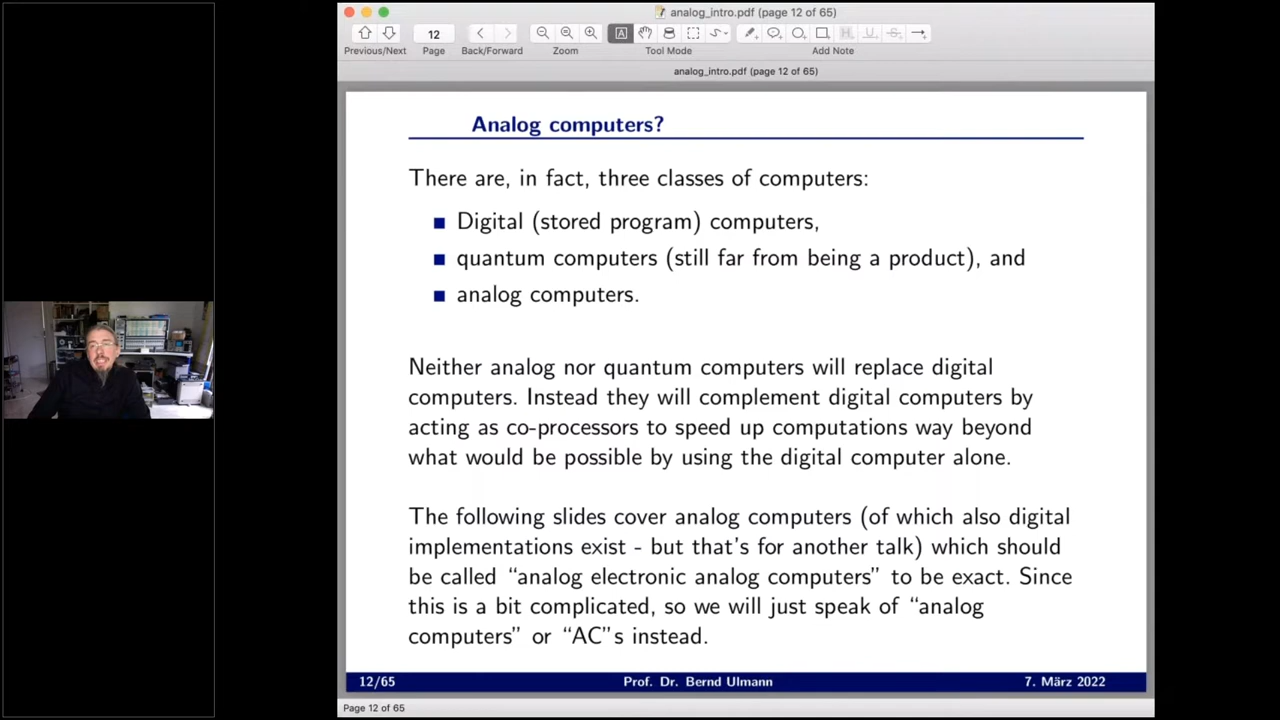 analog_intro.pdf (page 12 of 65)
12
A
H U S
Previous/Next Page Back/Forward Zoom Tool Mode Add Note
analog_intro.pdf (page 12 of 65)
Analog computers?
There are, in fact, three classes of computers:
Digital (stored program) computers,
quantum computers (still far from being a product), and
analog computers.
Neither analog nor quantum computers will replace digital
computers. Instead they will complement digital computers by
acting as co-processors to speed up computations way beyond
what would be possible by using the digital computer alone.
The following slides cover analog computers (of which also digital
implementations exist - but that's for another talk) which should
be called “analog electronic analog computers” to be exact. Since
this is a bit complicated, so we will just speak of “analog
computers” or “AC”s instead.
12/65 Prof. Dr. Bernd Ulmann 7. März 2022
Page 12 of 65